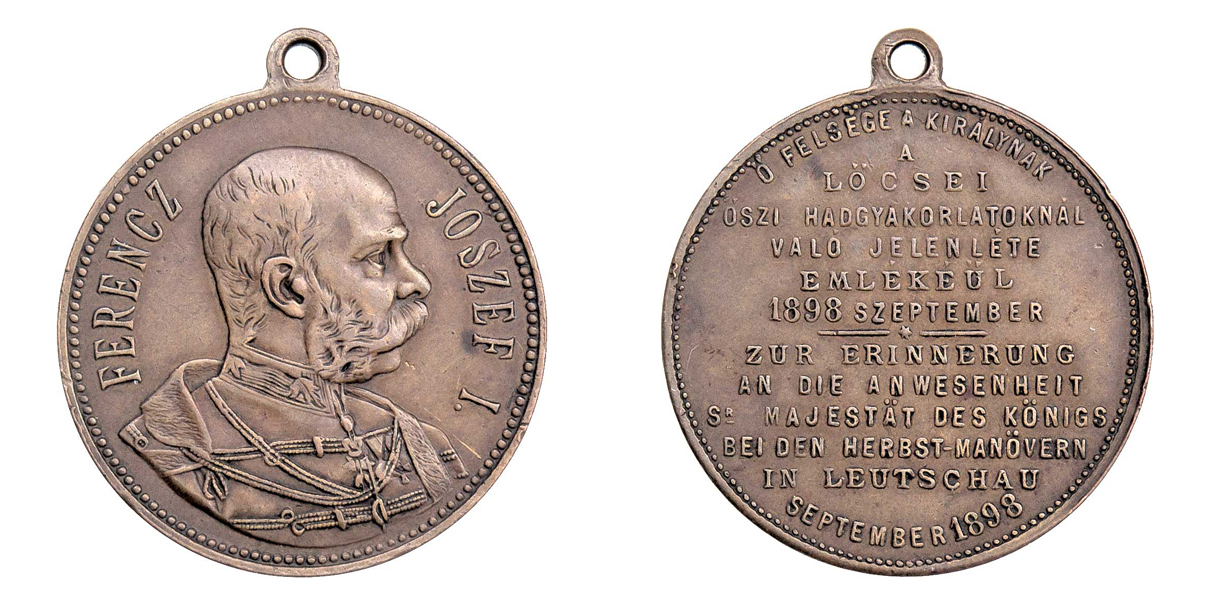 FERENCZ JOSZEF I.
Ő FELSÉGE A KIRÁLYNAK
A
LŐCSEI
ŐSZI HADGYAKORLATOKNÁL
VALÓ JELENLÉTE
EMLÉKEÜL
1898 SZEPTEMBER
ZUR ERINNERUNG
AN DIE ANWESENHEIT
SR MAJESTÄT DES KÖNIGS
BEI DEN HERBST-MANÖVERN
IN LEUTSCHAU
SEPTEMBER 1898